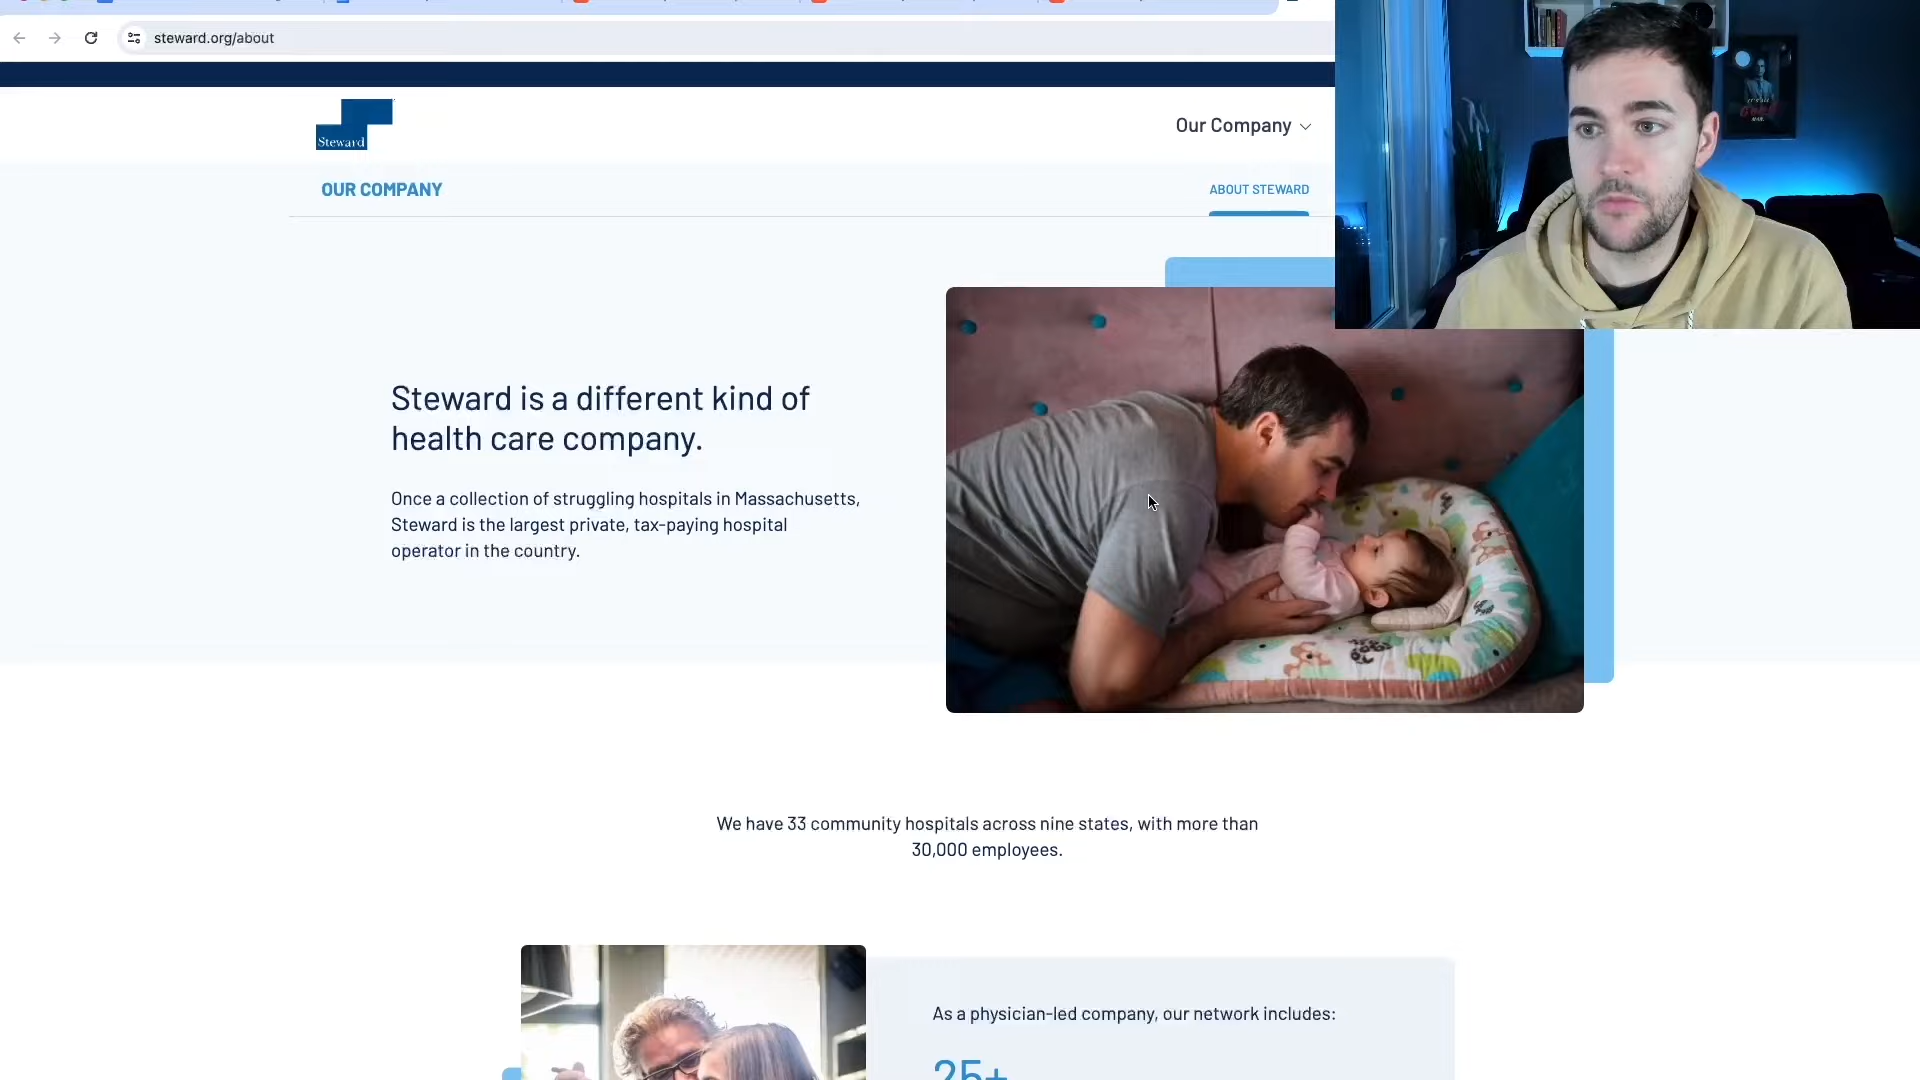 steward.org/about
Steward
Our Company
OUR COMPANY
ABOUT STEWARD
Steward is a different kind of
health care company.
Once a collection of struggling hospitals in Massachusetts,
Steward is the largest private, tax-paying hospital
operator in the country.
We have 33 community hospitals across nine states, with more than
30,000 employees.
As a physician-led company, our network includes:
25+